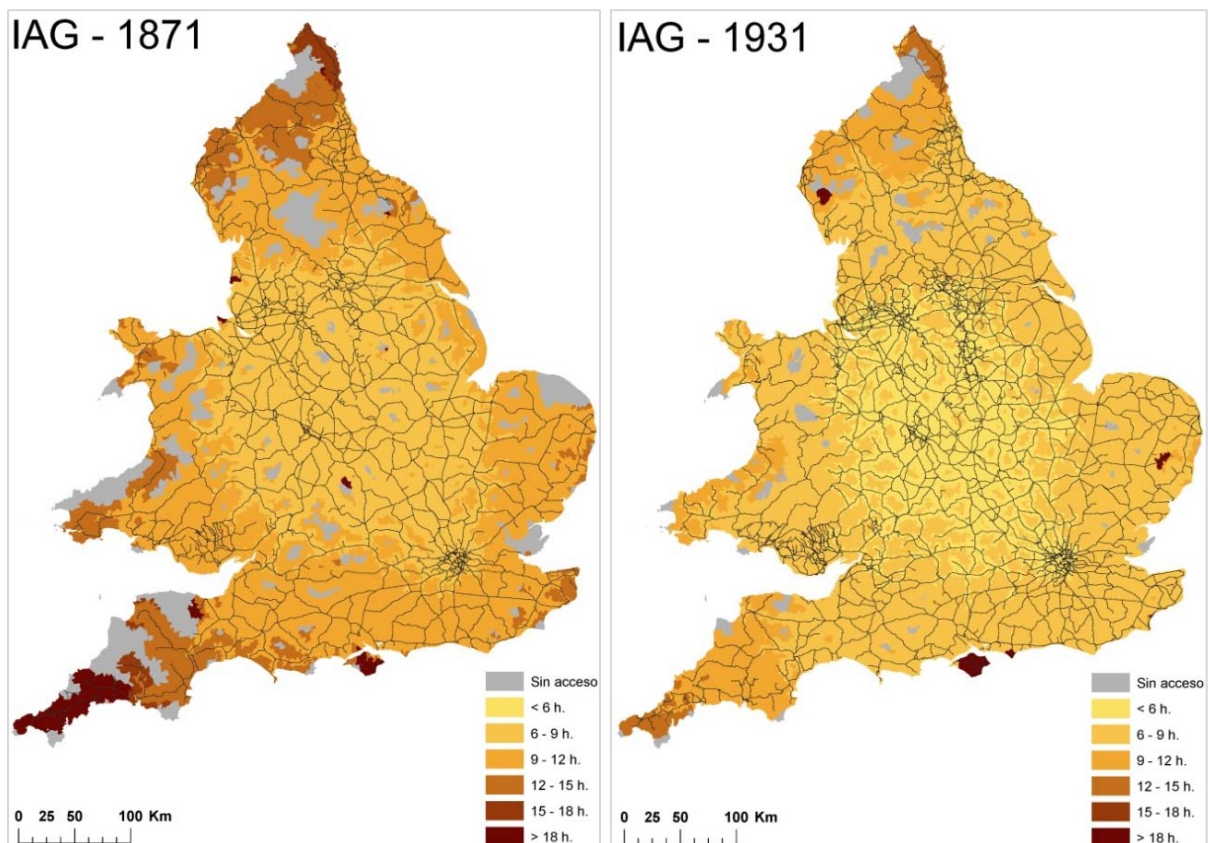 IAG - 1871
Sin acceso
< 6 h.
6 - 9 h.
9 - 12 h.
12 - 15 h.
15 - 18 h.
> 18 h.
0 25 50 100 Km
IAG - 1931
Sin acceso
< 6 h.
6 - 9 h.
9 - 12 h.
12 - 15 h.
15 - 18 h.
> 18 h.
0 25 50 100 Km